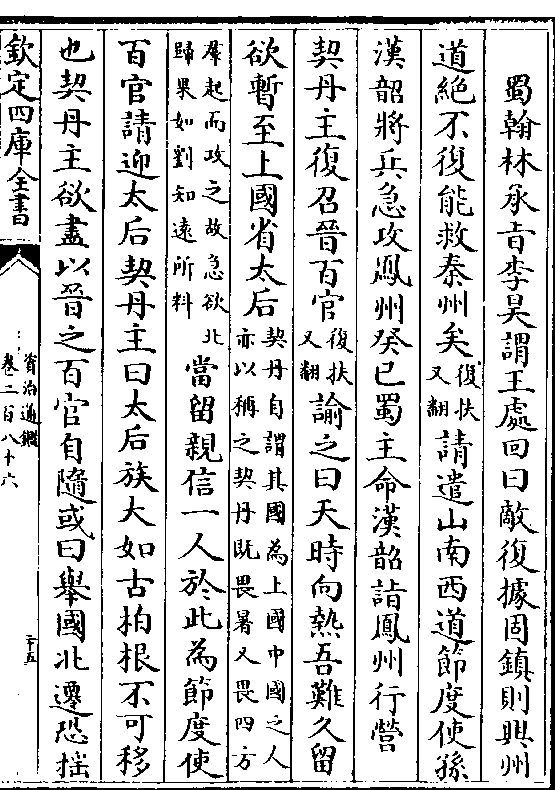 蜀翰林承㫖李昊謂王處回曰敵復據固鎮則興州
道絶不復能救秦州矣復扶又翻請遣山南西道節度使孫
漢韶將兵急攻鳳州癸巳蜀主命漢韶詣鳳州行營
契丹主復召晉百官復扶又翻諭之曰天時向熱吾難久留
欲暫至上國省太后契丹自謂其國為上國中國之人亦以稱之契丹既畏暑又畏四方
羣起而攻之故急欲北歸果如劉知遠所料當留親信一人於此為節度使
百官請迎太后契丹主曰太后族大如古柏根不可移
也契丹主欲盡以晉之百官自隨或曰舉國北遷恐揺
欽定四庫全書
資治通鑑
卷二百八十六
二十五